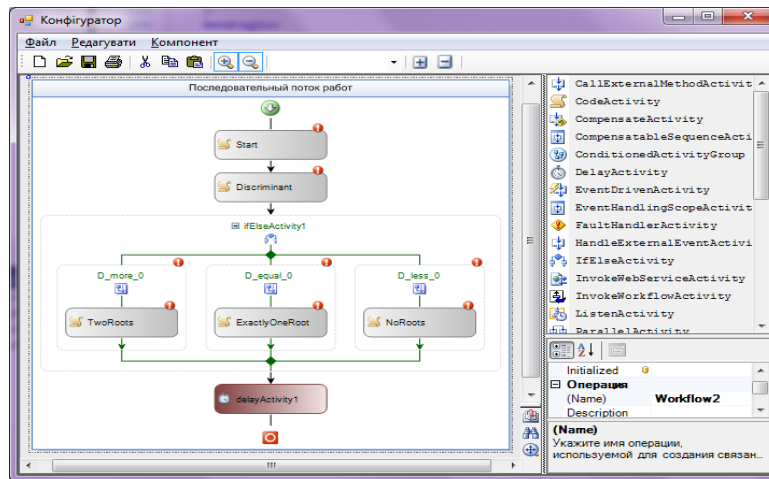 Конфігуратор
Файл Редагувати Компонент
Последовательный поток работ
Start
Discriminant
ifElseActivity1
D_more_0 D_equal_0 D_less_0
TwoRoots ExactlyOneRoot NoRoots
delayActivity1
CallExternalMethodActivit
CodeActivity
CompensateActivity
CompensatableSequenceActi
ConditionedActivityGroup
DelayActivity
EventDrivenActivity
EventHandlingScopeActivit
FaultHandlerActivity
HandleExternalEventActivi
IfElseActivity
InvokeWebServiceActivity
InvokeWorkflowActivity
ListenActivity
ParallelActivity
Initialized
Операция
(Name) Workflow2
Description
(Name)
Укажите имя операции,
используемой для создания связан...